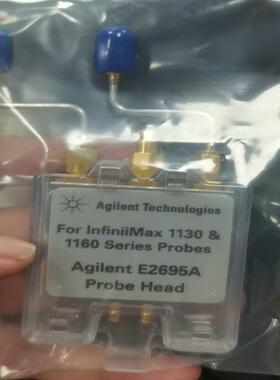 Agilent Technologies
For InfiniiMax 1130 &
1160 Series Probes
Agilent E2695A
Probe Head